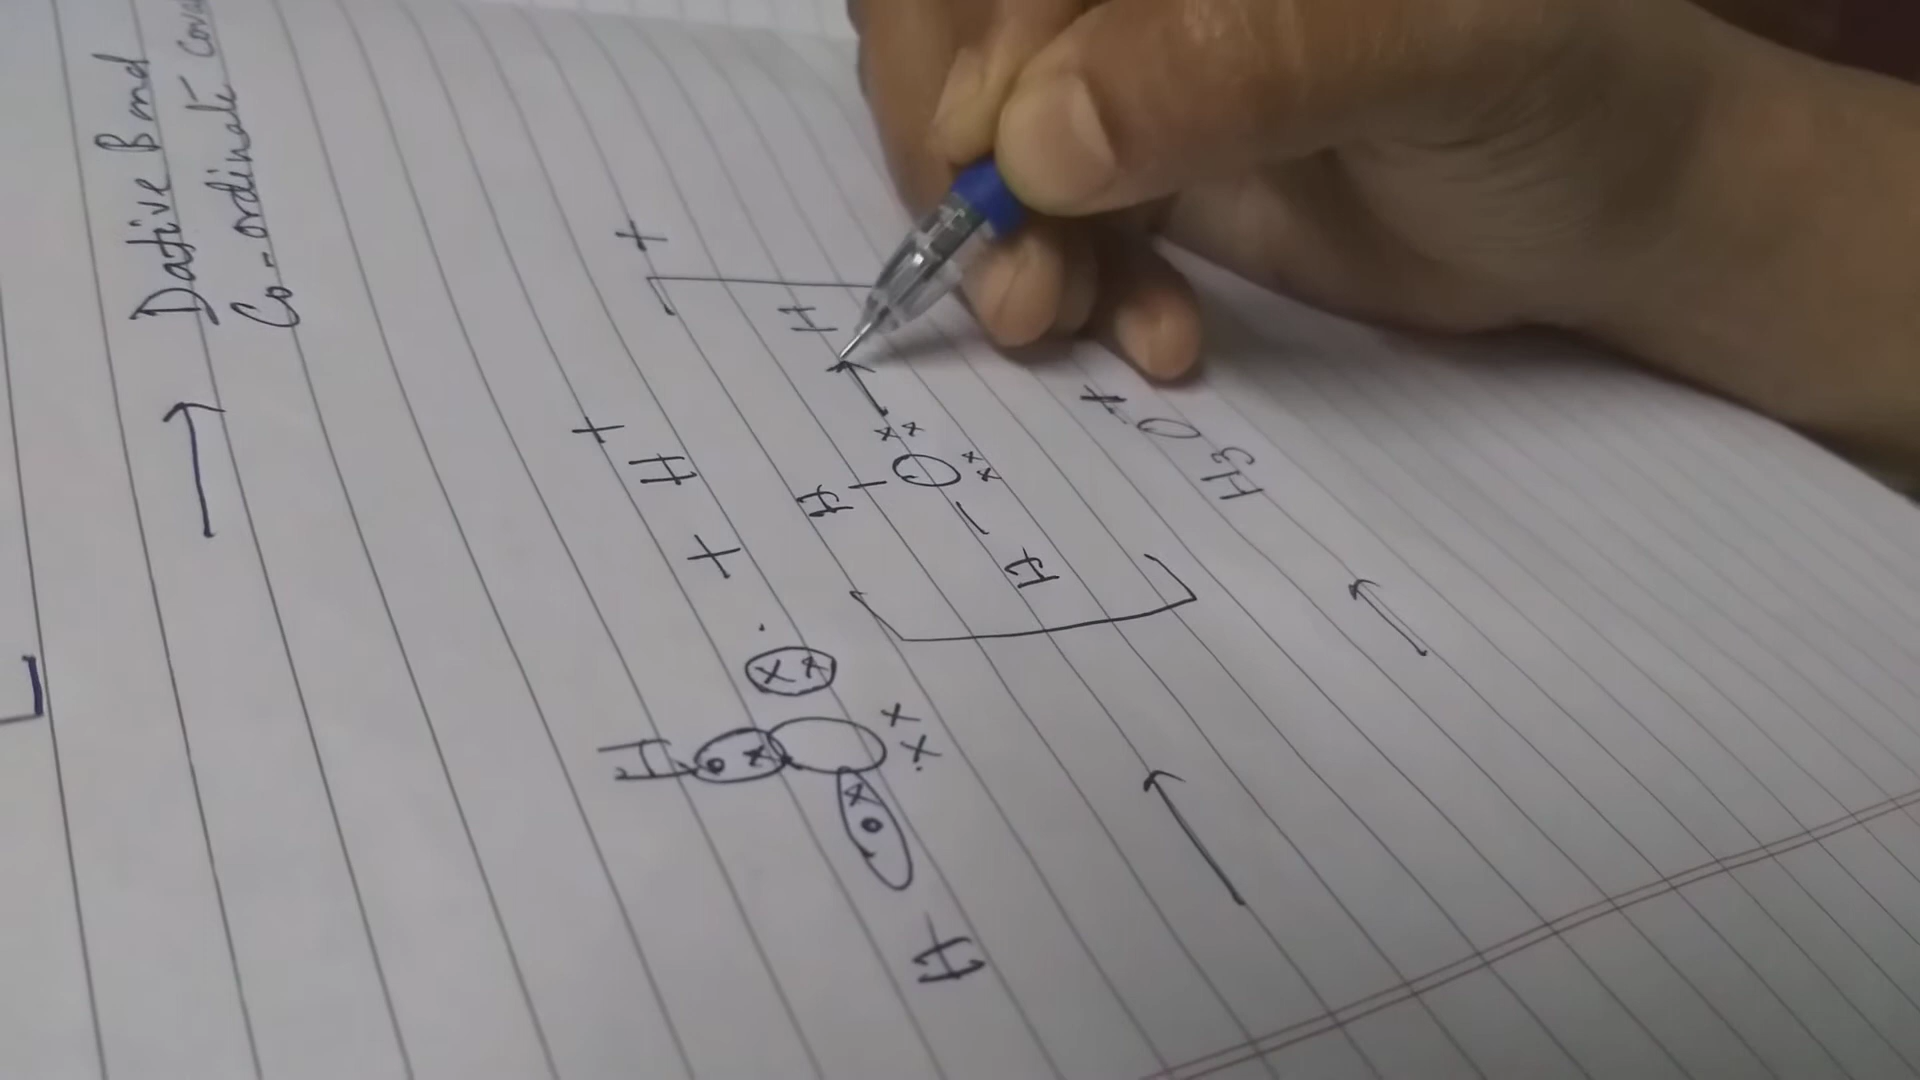 → Dative Bond
Co-ordinate Cova
H × • O × × × × × • H + H +
→ [ H — O × × × × → H ] +
H
→ H3O+